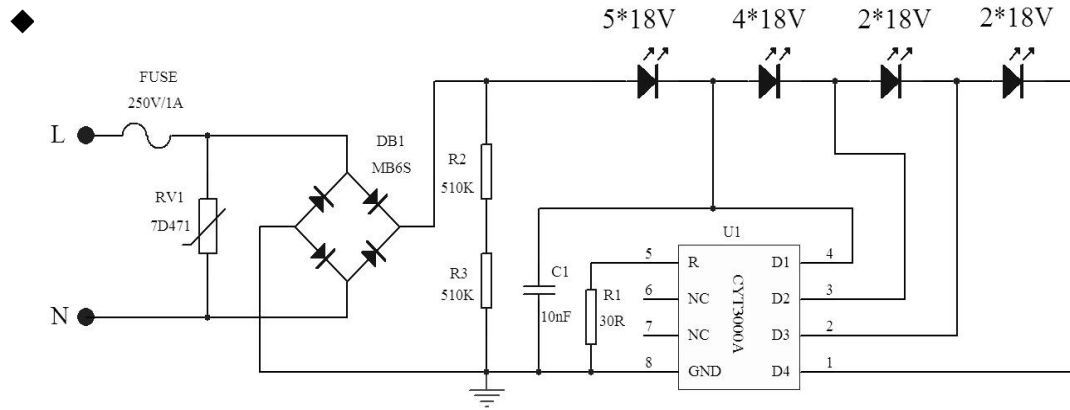 5*18V 4*18V 2*18V 2*18V
FUSE
250V/1A
L
DB1
MB6S
R2
510K
RV1
7D471
U1
R3
510K
C1
10nF
R1
30R
5 R D1 4
6 NC D2 3
7 NC D3 2
8 GND D4 1
CYT3000A
N